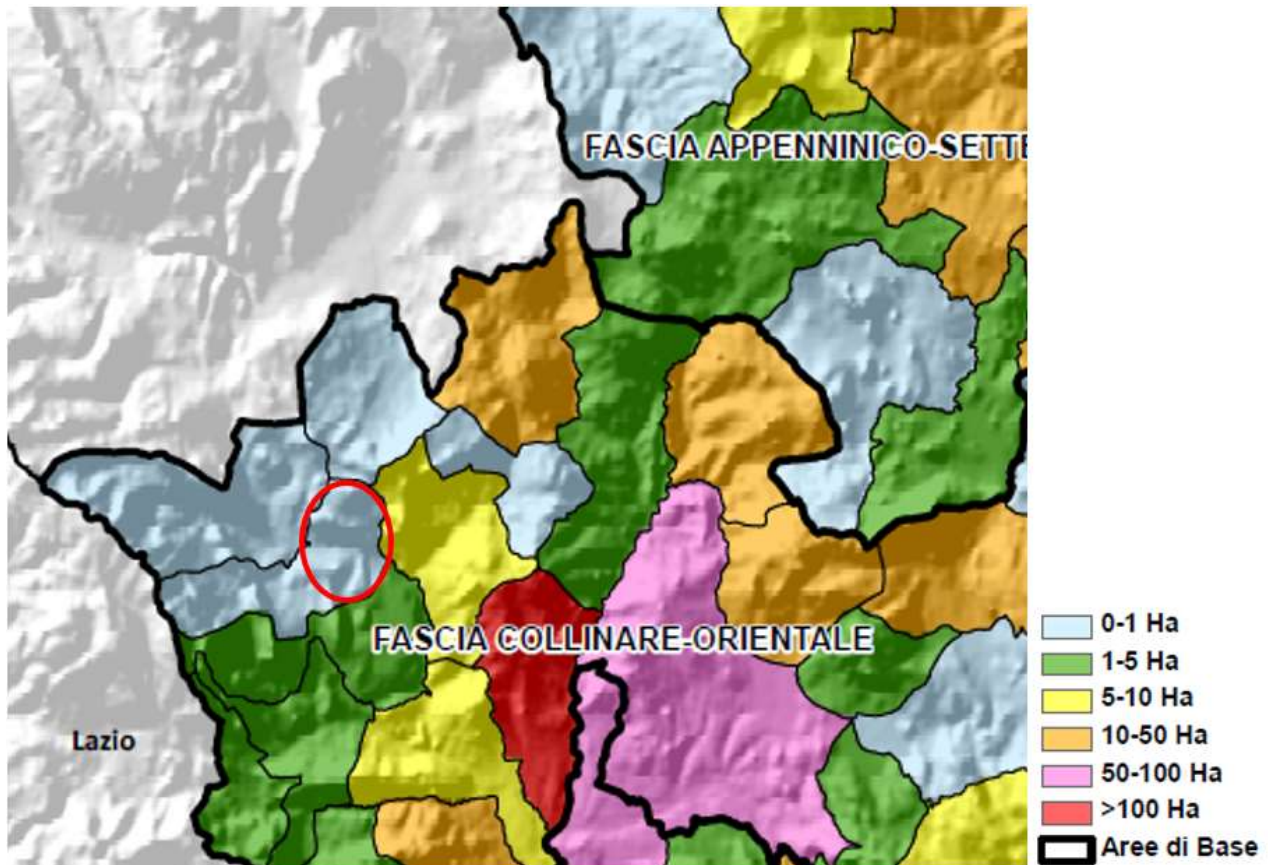 FASCIA APPENNINICO-SETTE
FASCIA COLLINARE-ORIENTALE
Lazio
0-1 Ha
1-5 Ha
5-10 Ha
10-50 Ha
50-100 Ha
>100 Ha
Aree di Base